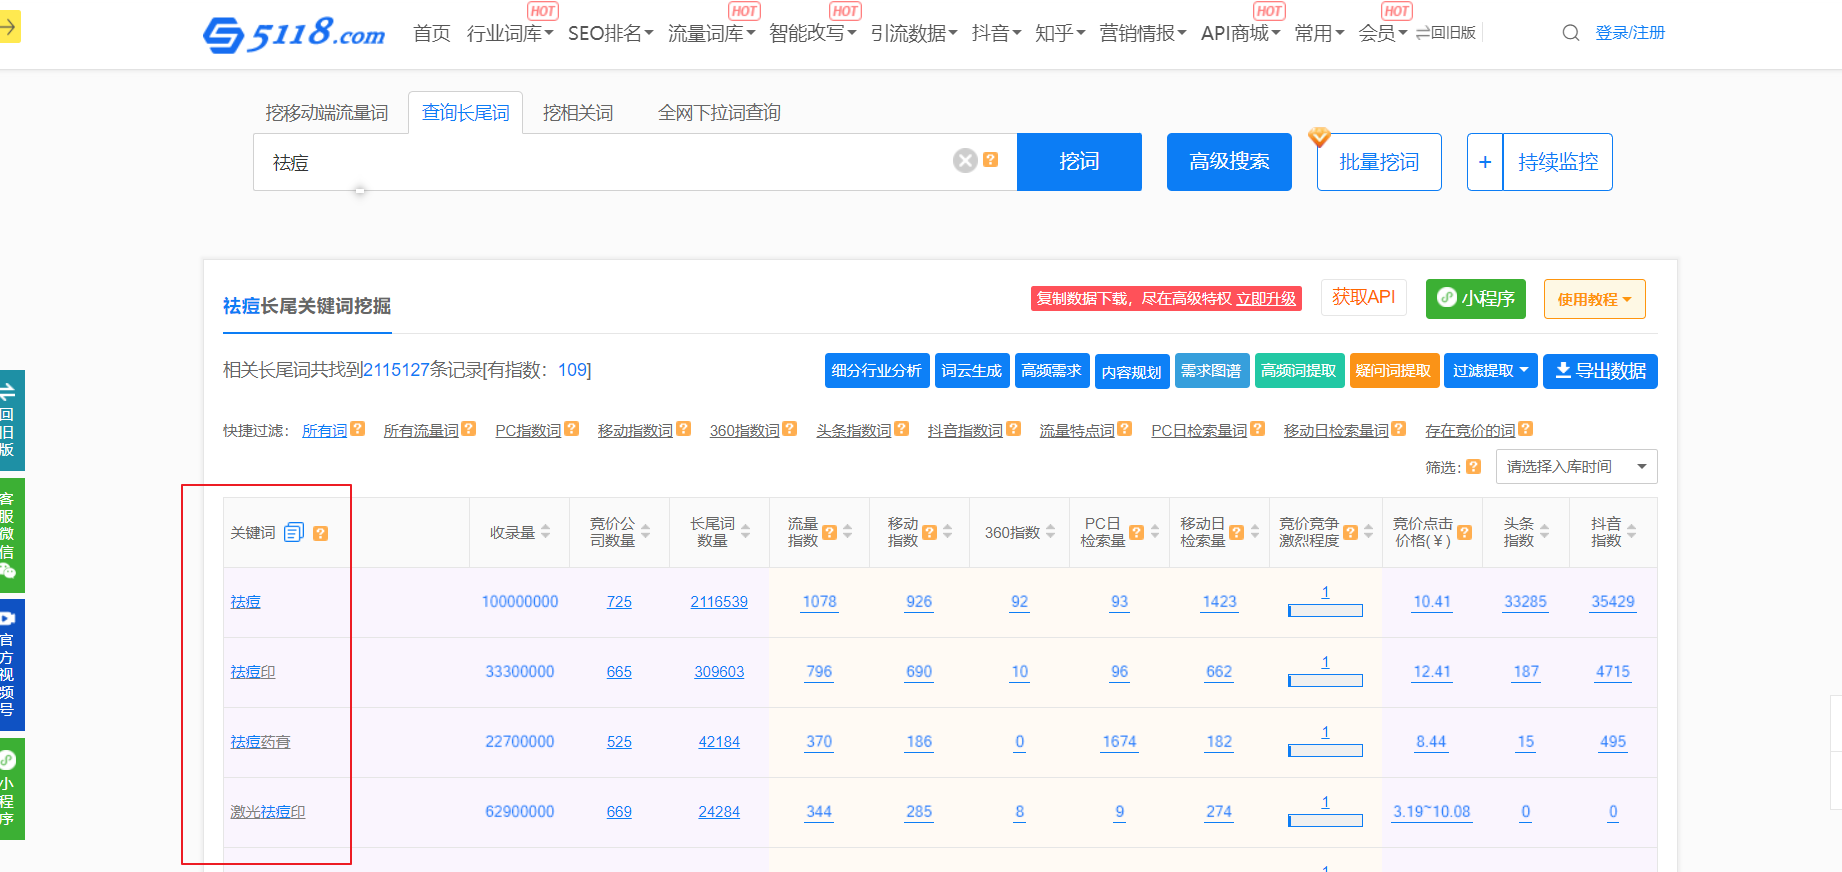 5118.com 首页 行业词库 HOT SEO排名 流量词库 HOT 智能改写 HOT 引流数据 抖音 知乎 营销情报 API商城 HOT 常用 会员 HOT 回旧版 登录/注册
挖移动端流量词 查询长尾词 挖相关词 全网下拉词查询
祛痘 ? 挖词 高级搜索 批量挖词 + 持续监控
祛痘长尾关键词挖掘 复制数据下载，尽在高级特权 立即升级 获取API 小程序 使用教程
相关长尾词共找到2115127条记录[有指数：109] 细分行业分析 词云生成 高频需求 内容规划 需求图谱 高频词提取 疑问词提取 过滤提取 导出数据
快捷过滤： 所有词? 所有流量词? PC指数词? 移动指数词? 360指数词? 头条指数词? 抖音指数词? 流量特点词? PC日检索量词? 移动日检索量词? 存在竞价的词?
筛选:? 请选择入库时间
关键词 ? 收录量 竞价公司数量 长尾词数量 流量指数? 移动指数? 360指数 PC日检索量? 移动日检索量? 竞价竞争激烈程度? 竞价点击价格(￥)? 头条指数 抖音指数
祛痘 100000000 725 2116539 1078 926 92 93 1423 1 10.41 33285 35429
祛痘印 33300000 665 309603 796 690 10 96 662 1 12.41 187 4715
祛痘药膏 22700000 525 42184 370 186 0 1674 182 1 8.44 15 495
激光祛痘印 62900000 669 24284 344 285 8 9 274 1 3.19~10.08 0 0
回旧版
客服微信
官方视频号
小程序